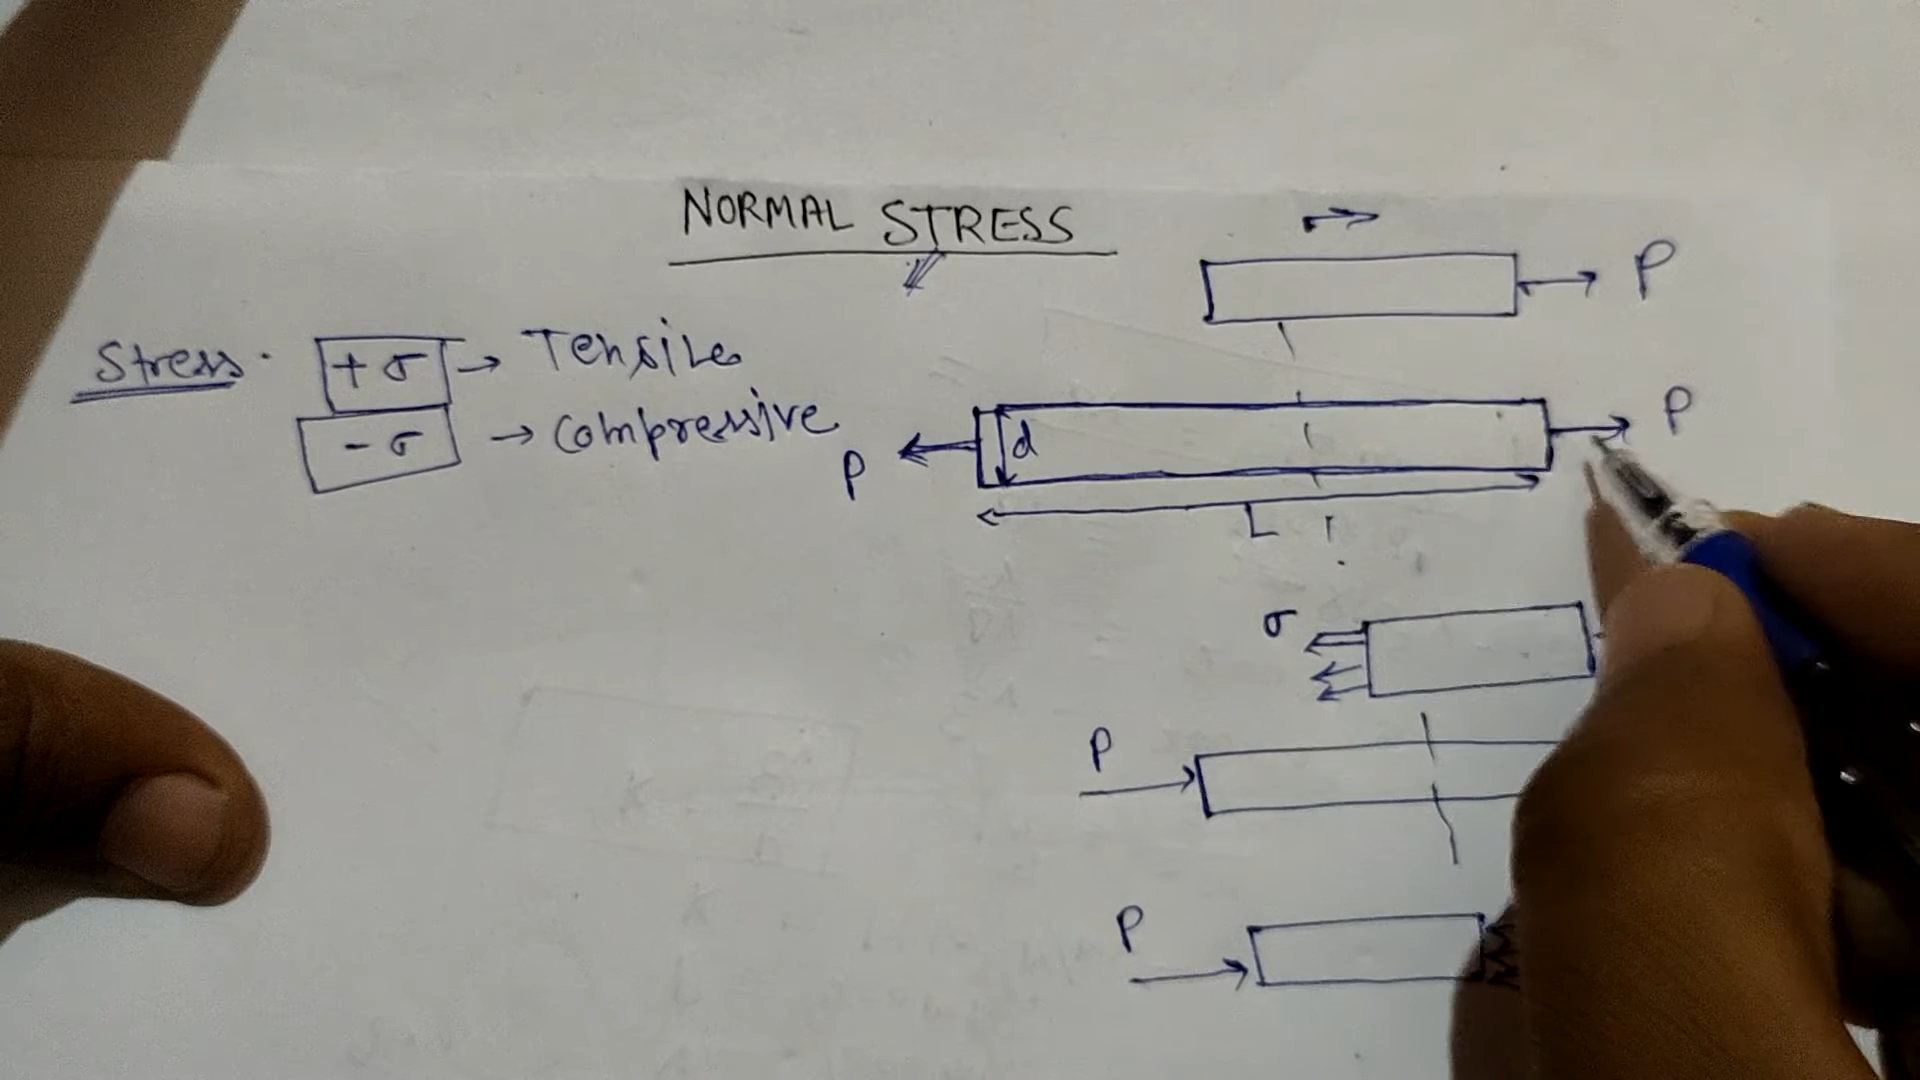 NORMAL STRESS
P
Stress. +σ → Tensile
-σ → Compressive
P
d
P
L
σ
P
P